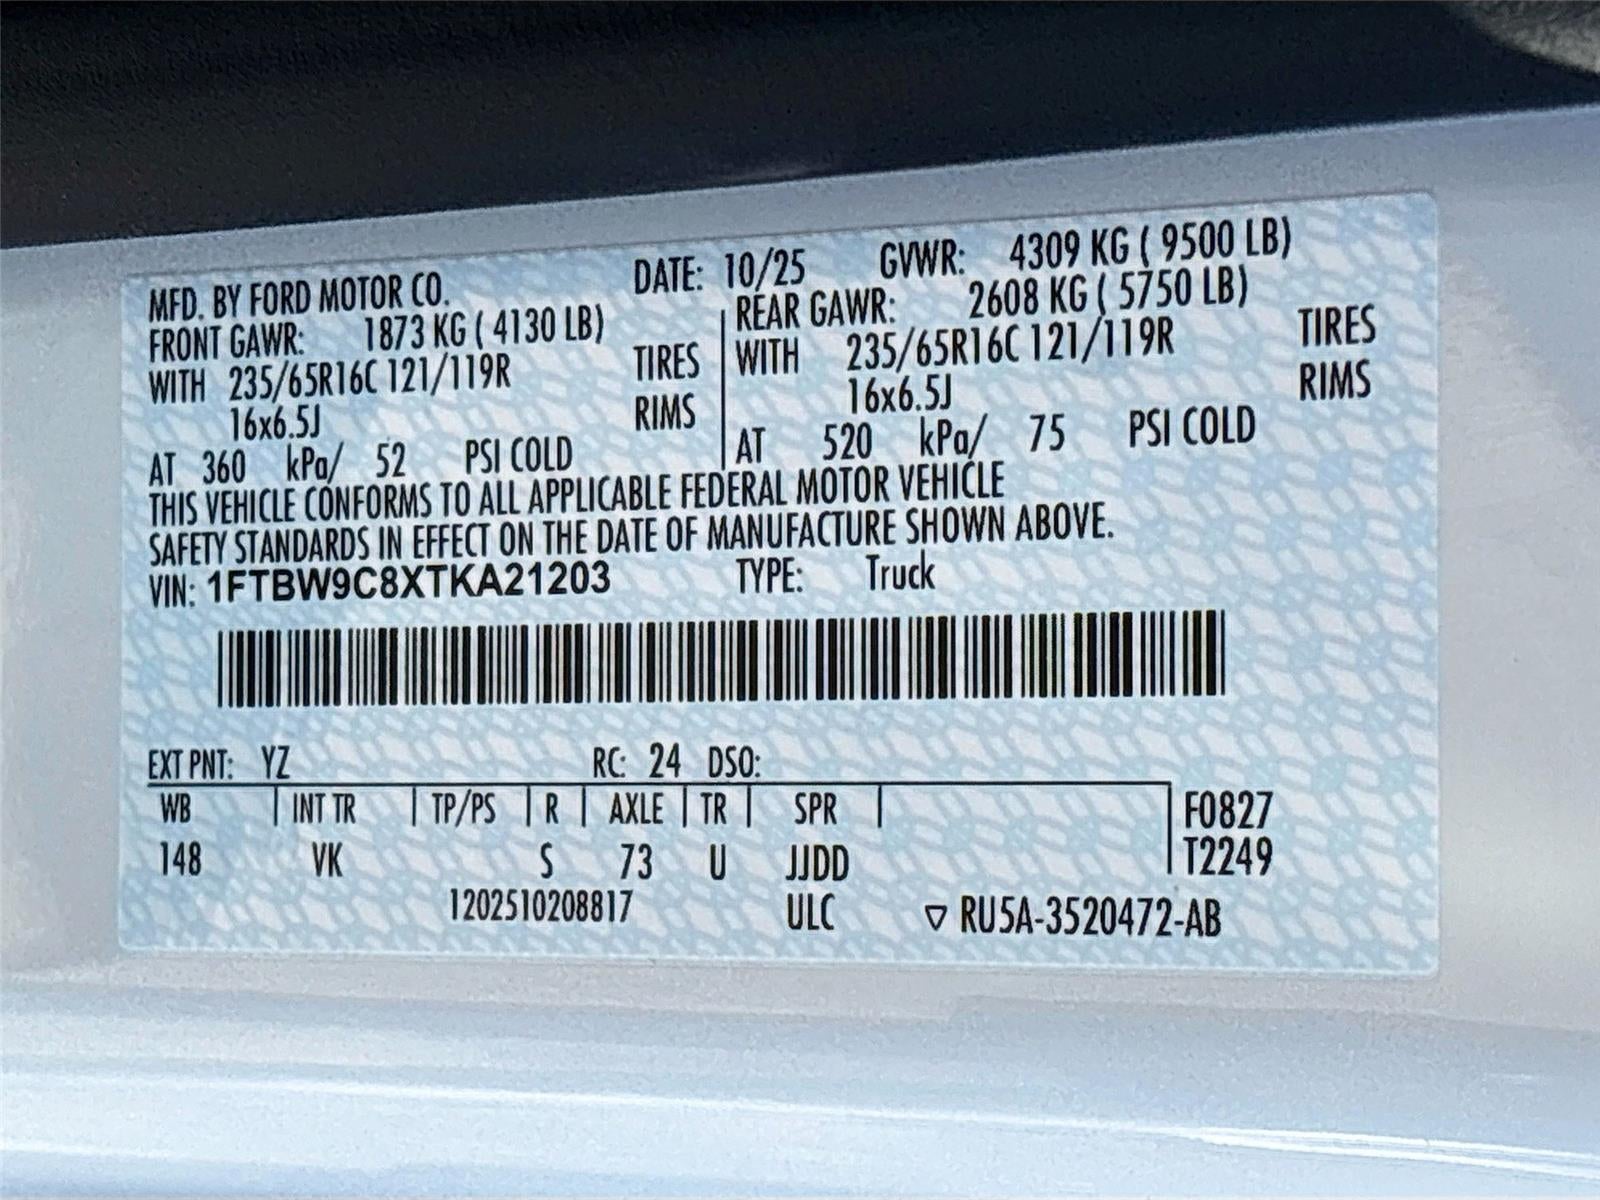 MFD. BY FORD MOTOR CO. DATE: 10/25 GVWR: 4309 KG ( 9500 LB)
FRONT GAWR: 1873 KG ( 4130 LB) REAR GAWR: 2608 KG ( 5750 LB)
WITH 235/65R16C 121/119R TIRES WITH 235/65R16C 121/119R TIRES
16x6.5J RIMS 16x6.5J RIMS
AT 360 kPa/ 52 PSI COLD AT 520 kPa/ 75 PSI COLD
THIS VEHICLE CONFORMS TO ALL APPLICABLE FEDERAL MOTOR VEHICLE
SAFETY STANDARDS IN EFFECT ON THE DATE OF MANUFACTURE SHOWN ABOVE.
VIN: 1FTBW9C8XTKA21203 TYPE: Truck
EXT PNT: YZ RC: 24 DSO:
WB | INT TR | TP/PS | R | AXLE | TR | SPR | F0827
148 VK S 73 U JJDD T2249
1202510208817 ULC ▽ RU5A-3520472-AB